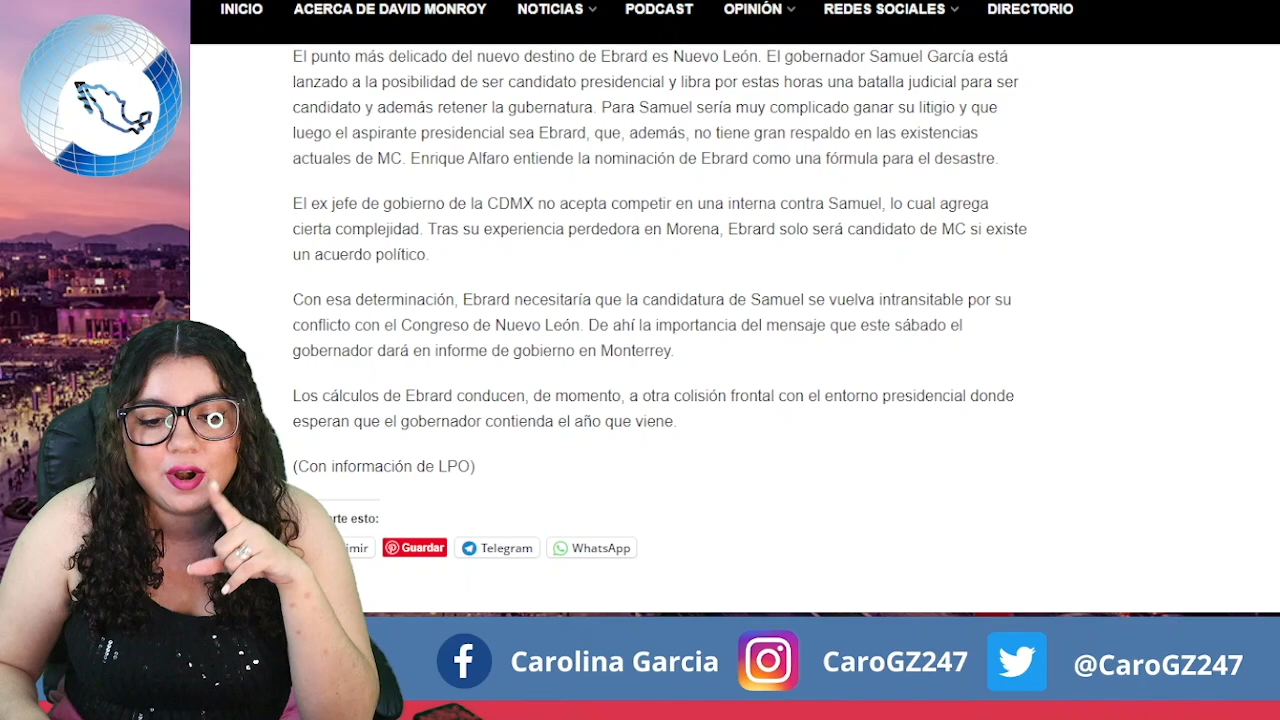 INICIO ACERCA DE DAVID MONROY NOTICIAS PODCAST OPINIÓN REDES SOCIALES DIRECTORIO
El punto más delicado del nuevo destino de Ebrard es Nuevo León. El gobernador Samuel García está
lanzado a la posibilidad de ser candidato presidencial y libra por estas horas una batalla judicial para ser
candidato y además retener la gubernatura. Para Samuel sería muy complicado ganar su litigio y que
luego el aspirante presidencial sea Ebrard, que, además, no tiene gran respaldo en las existencias
actuales de MC. Enrique Alfaro entiende la nominación de Ebrard como una fórmula para el desastre.
El ex jefe de gobierno de la CDMX no acepta competir en una interna contra Samuel, lo cual agrega
cierta complejidad. Tras su experiencia perdedora en Morena, Ebrard solo será candidato de MC si existe
un acuerdo político.
Con esa determinación, Ebrard necesitaría que la candidatura de Samuel se vuelva intransitable por su
conflicto con el Congreso de Nuevo León. De ahí la importancia del mensaje que este sábado el
gobernador dará en informe de gobierno en Monterrey.
Los cálculos de Ebrard conducen, de momento, a otra colisión frontal con el entorno presidencial donde
esperan que el gobernador contienda el año que viene.
(Con información de LPO)
rte esto:
imir Guardar Telegram WhatsApp
Carolina Garcia CaroGZ247 @CaroGZ247